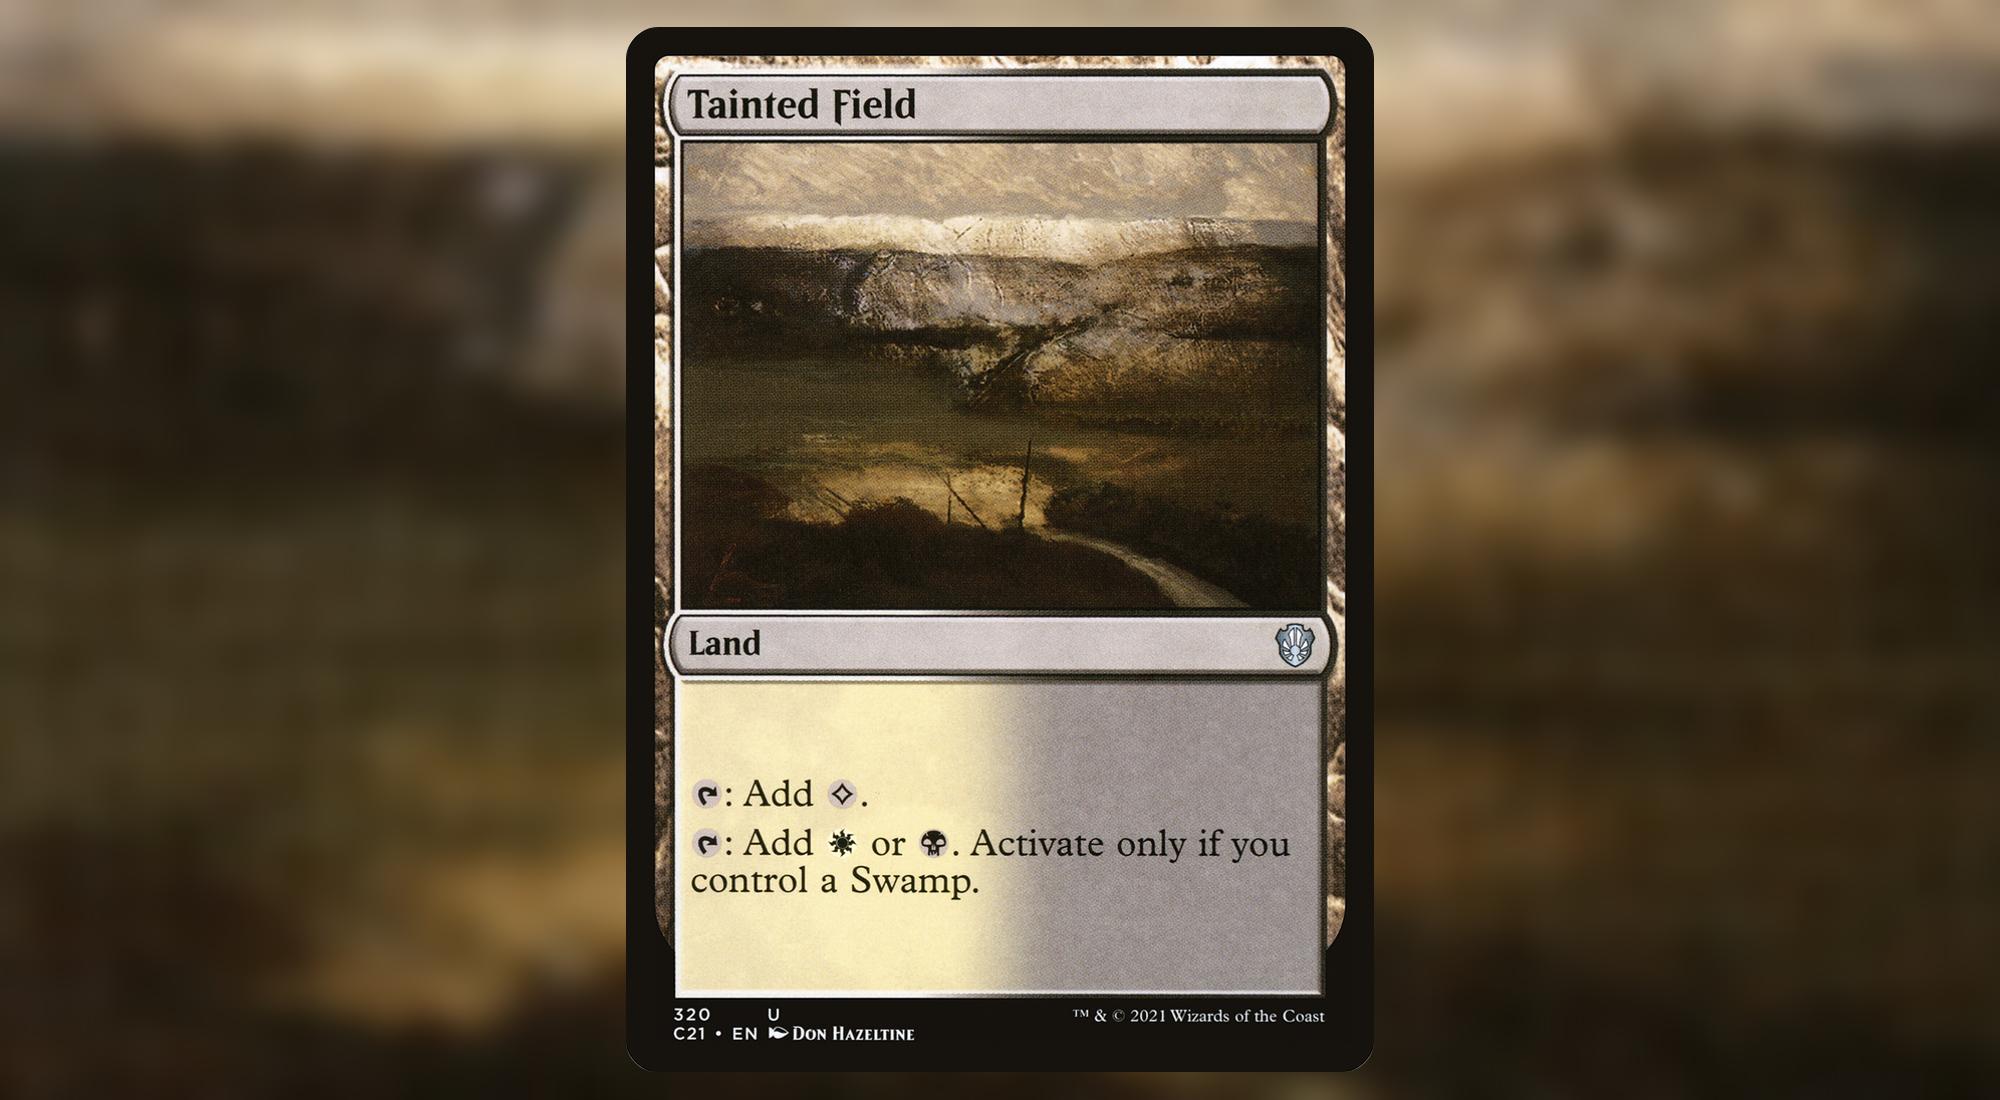 Tainted Field
Land
: Add .
: Add or . Activate only if you
control a Swamp.
320 U
C21 • EN Don Hazeltine
™ & © 2021 Wizards of the Coast